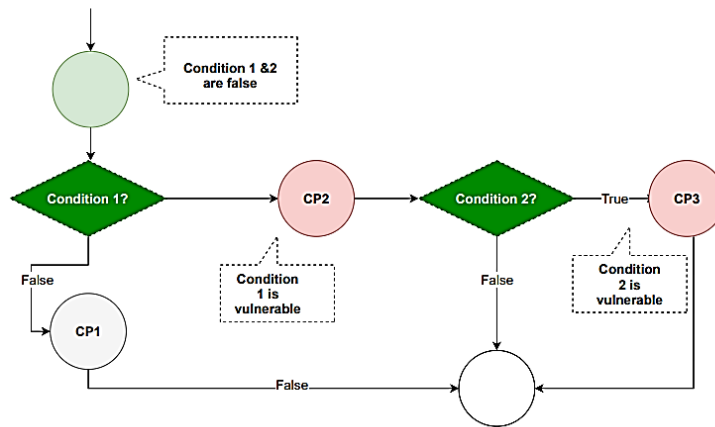 Condition 1 &2
are false
Condition 1?
CP2
Condition 2?
True
CP3
Condition
1 is
vulnerable
Condition
2 is
vulnerable
False
False
CP1
False